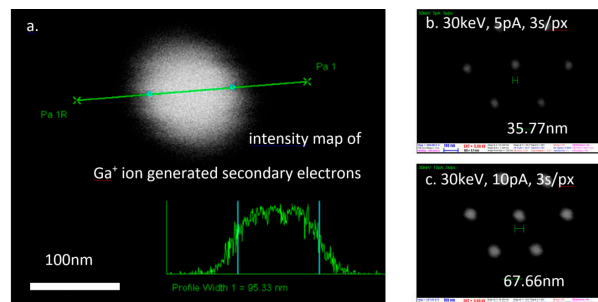 a.
Pa 1
Pa 1R
intensity map of
Ga⁺ ion generated secondary electrons
100nm
Profile Width 1 = 95.33 nm
b. 30keV, 5pA, 3s/px
35.77nm
c. 30keV, 10pA, 3s/px
67.66nm